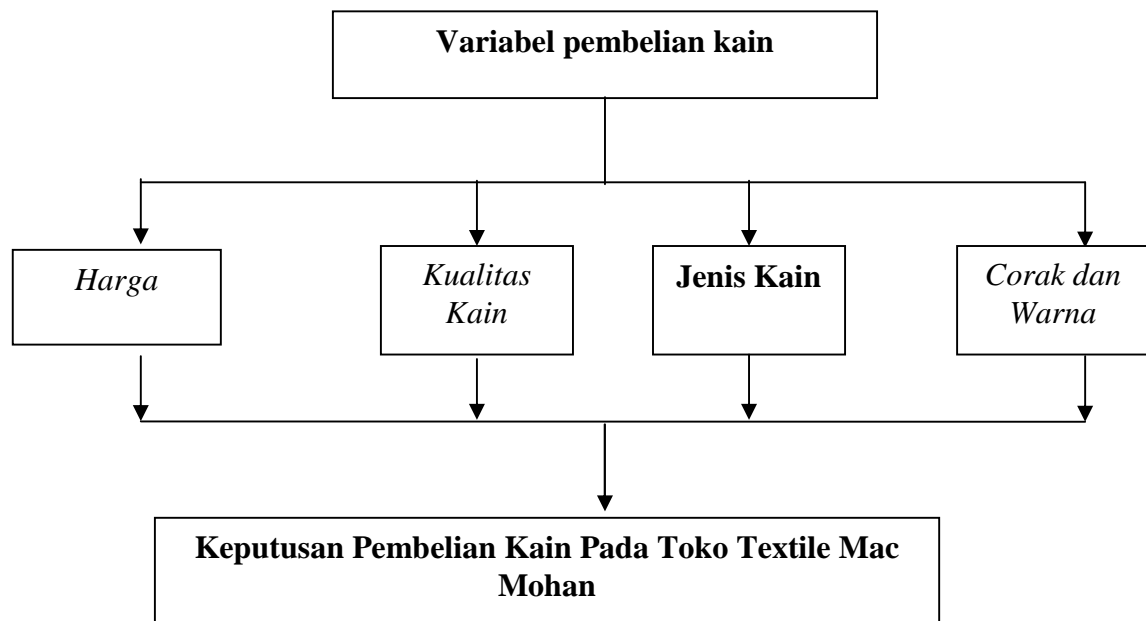 Variabel pembelian kain
Harga
Kualitas
Kain
Jenis Kain
Corak dan
Warna
Keputusan Pembelian Kain Pada Toko Textile Mac
Mohan